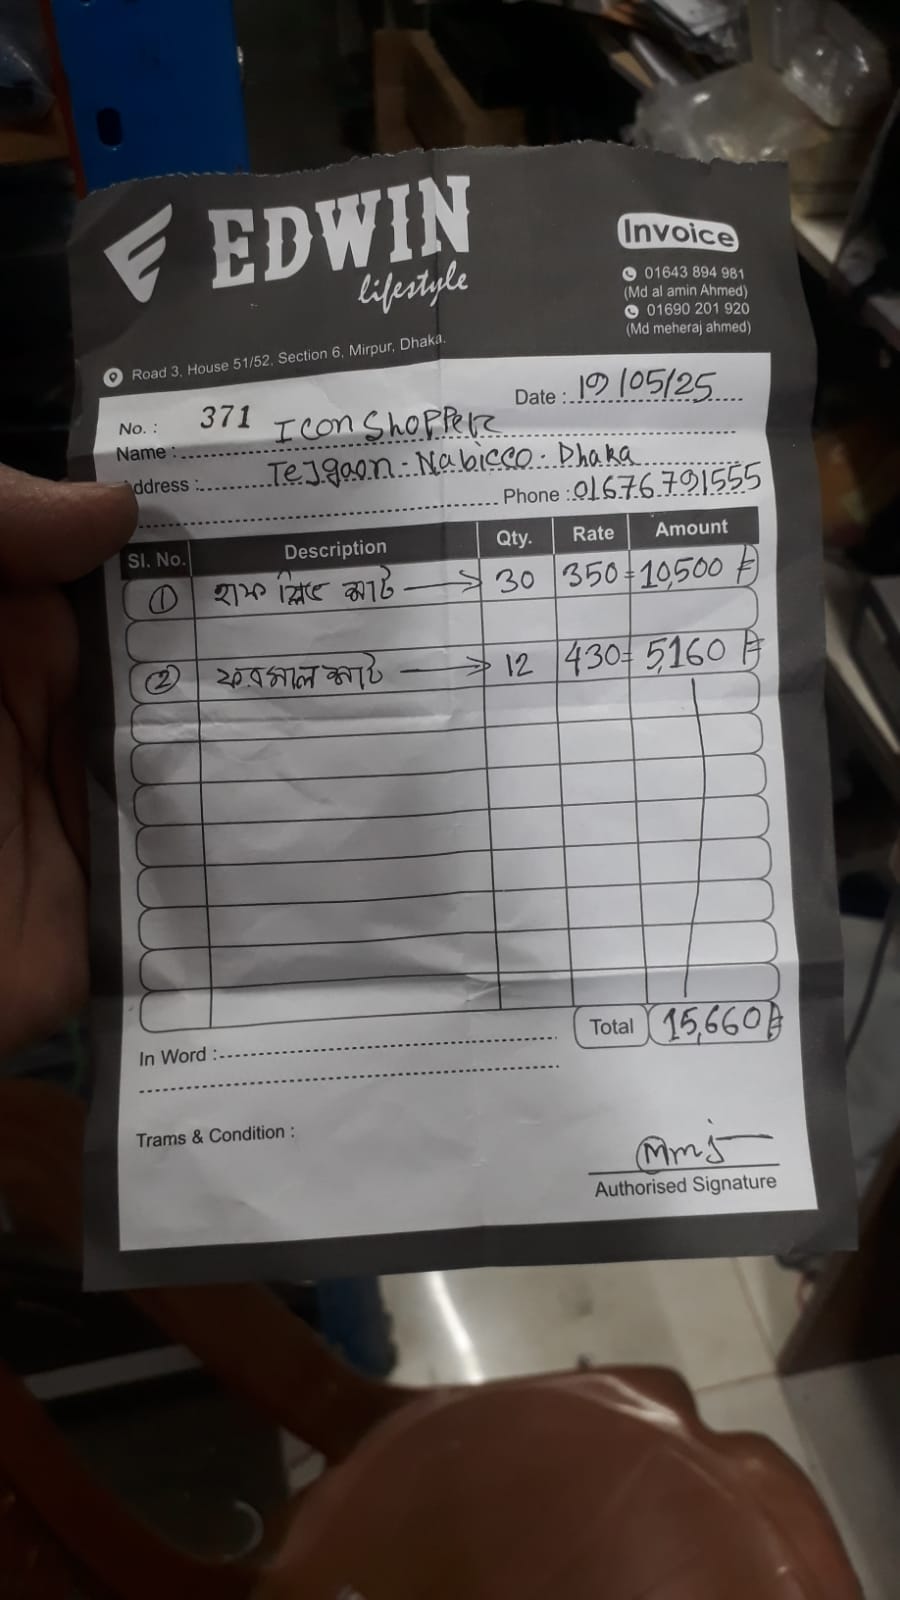 EDWIN
lifestyle
Invoice
01643 894 981
(Md al amin Ahmed)
01690 201 920
(Md meheraj ahmed)
Road 3, House 51/52, Section 6, Mirpur, Dhaka.
No. : 371
Date : 19/05/25
Name : Icon Shopper
Address : Tejgaon - Nabicco - Dhaka
Phone : 01676791555
Sl. No. Description Qty. Rate Amount
① হাফ স্লিভ সার্ট → 30 350 = 10,500 ৳
② ফরমাল সার্ট → 12 430 = 5,160 ৳
Total 15,660 ৳
In Word :
Trams & Condition :
Authorised Signature